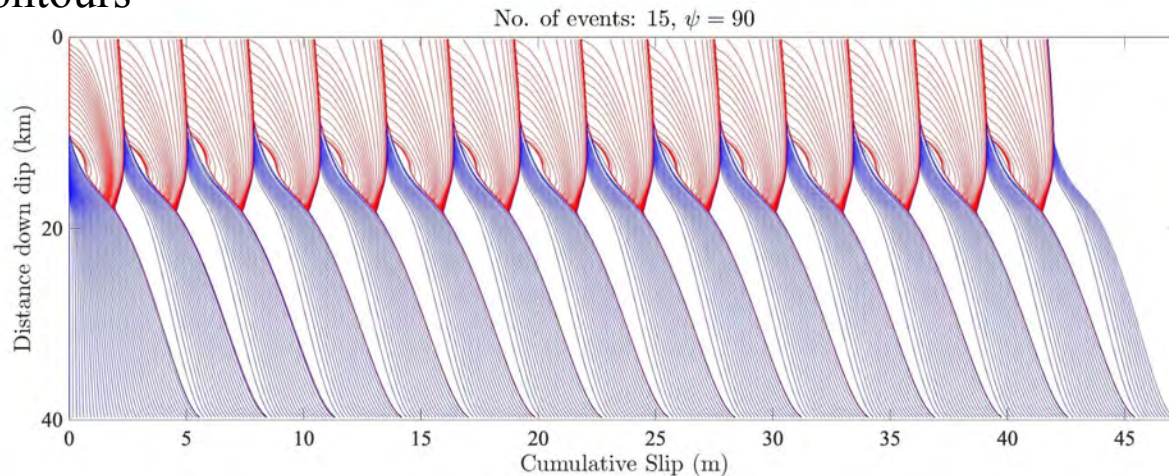 No. of events: 15, ψ = 90
Distance down dip (km)
0
20
40
0 5 10 15 20 25 30 35 40 45
Cumulative Slip (m)